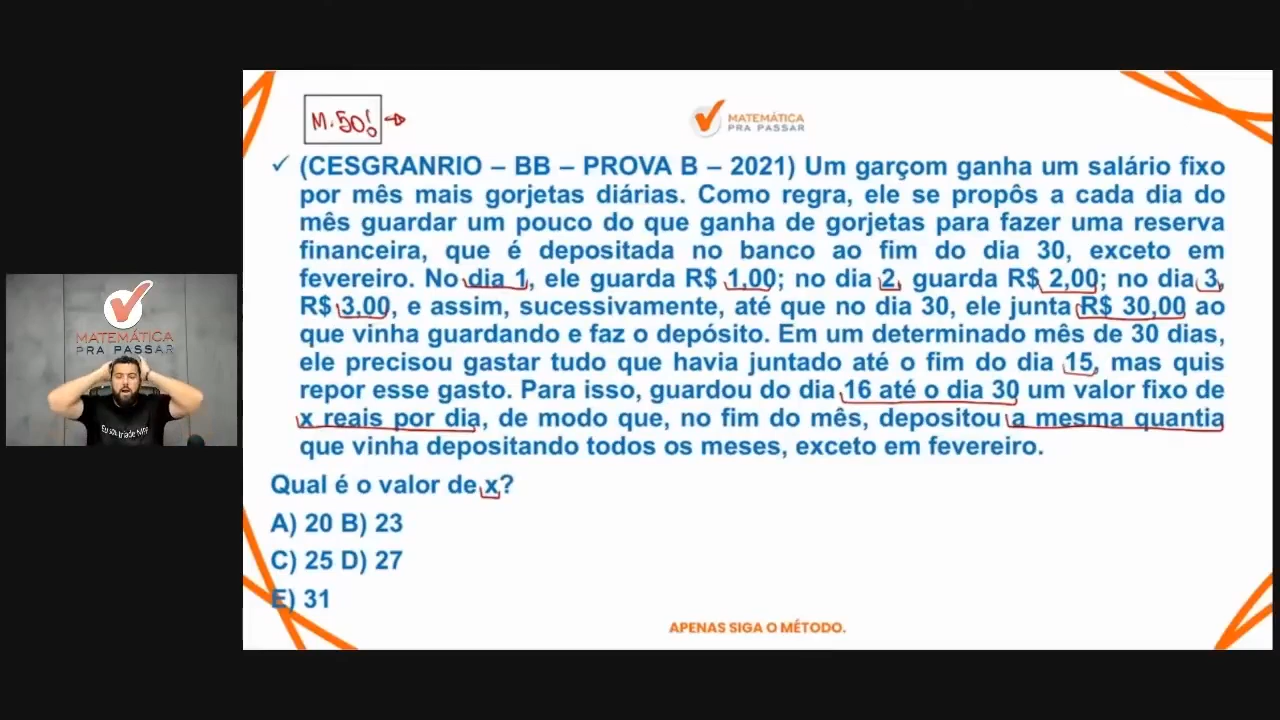 M.50!
MATEMÁTICA
PRA PASSAR
✓ (CESGRANRIO – BB – PROVA B – 2021) Um garçom ganha um salário fixo
por mês mais gorjetas diárias. Como regra, ele se propôs a cada dia do
mês guardar um pouco do que ganha de gorjetas para fazer uma reserva
financeira, que é depositada no banco ao fim do dia 30, exceto em
fevereiro. No dia 1, ele guarda R$ 1,00; no dia 2, guarda R$ 2,00; no dia 3,
R$ 3,00, e assim, sucessivamente, até que no dia 30, ele junta R$ 30,00 ao
que vinha guardando e faz o depósito. Em um determinado mês de 30 dias,
ele precisou gastar tudo que havia juntado até o fim do dia 15, mas quis
repor esse gasto. Para isso, guardou do dia 16 até o dia 30 um valor fixo de
x reais por dia, de modo que, no fim do mês, depositou a mesma quantia
que vinha depositando todos os meses, exceto em fevereiro.
Qual é o valor de x?
A) 20 B) 23
C) 25 D) 27
E) 31
APENAS SIGA O MÉTODO.
MATEMÁTICA
PRA PASSAR